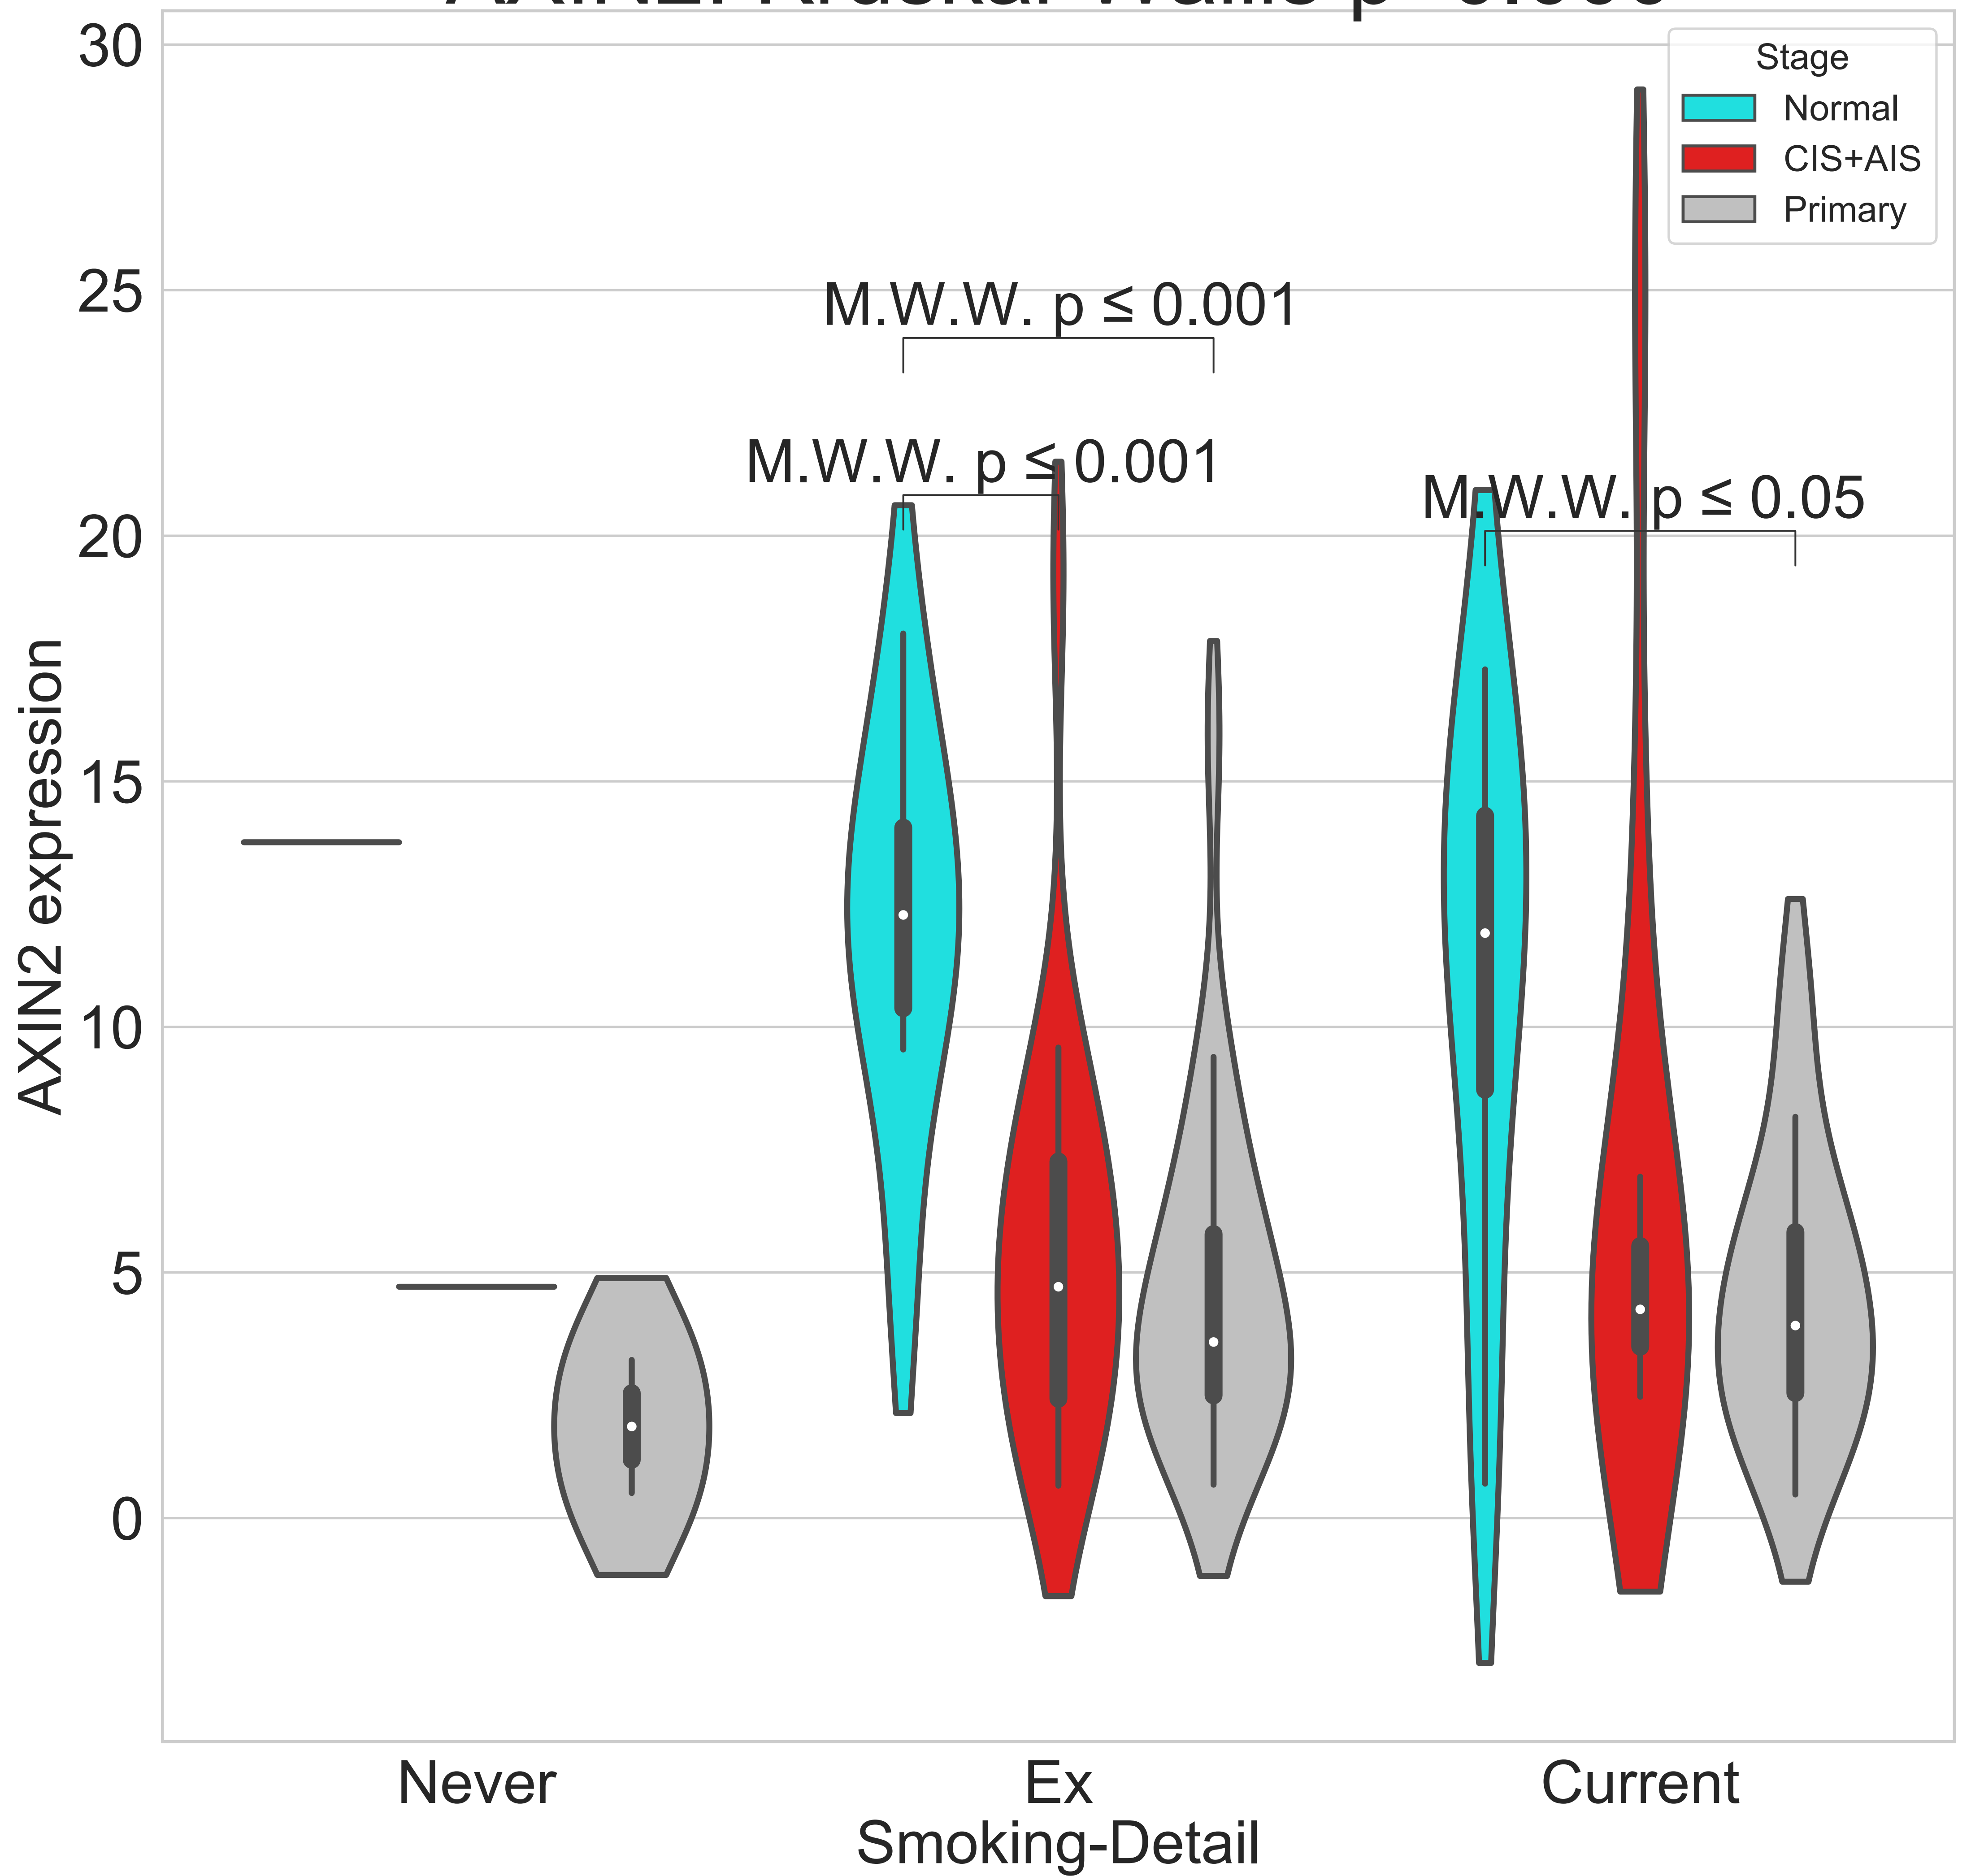 30
25
20
15
10
5
0
AXIN2 expression
Stage
Normal
CIS+AIS
Primary
M.W.W. p ≤ 0.001
M.W.W. p ≤ 0.001
M.W.W. p ≤ 0.05
Never
Ex
Current
Smoking-Detail